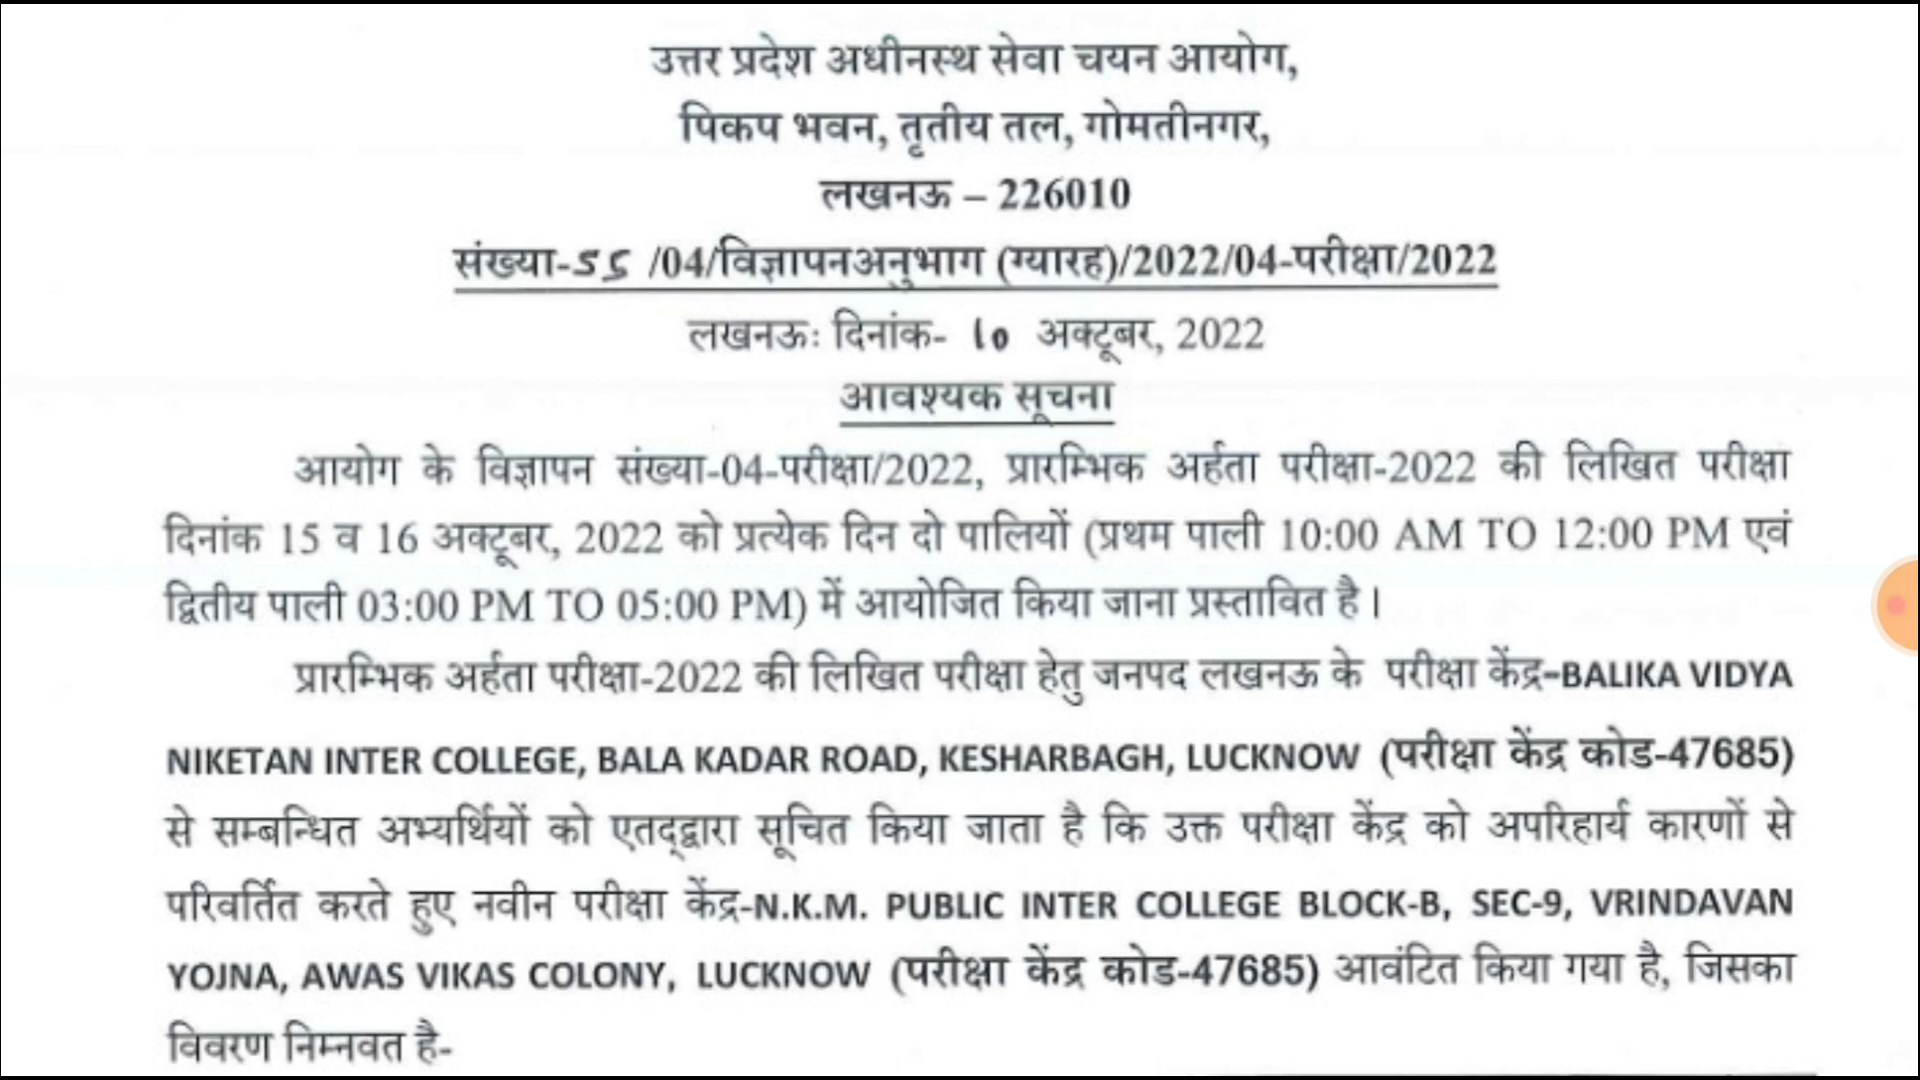 उत्तर प्रदेश अधीनस्थ सेवा चयन आयोग,
पिकप भवन, तृतीय तल, गोमतीनगर,
लखनऊ – 226010
संख्या-55 /04/विज्ञापनअनुभाग (ग्यारह)/2022/04-परीक्षा/2022
लखनऊः दिनांक- 10 अक्टूबर, 2022
आवश्यक सूचना
आयोग के विज्ञापन संख्या-04-परीक्षा/2022, प्रारम्भिक अर्हता परीक्षा-2022 की लिखित परीक्षा
दिनांक 15 व 16 अक्टूबर, 2022 को प्रत्येक दिन दो पालियों (प्रथम पाली 10:00 AM TO 12:00 PM एवं
द्वितीय पाली 03:00 PM TO 05:00 PM) में आयोजित किया जाना प्रस्तावित है।
प्रारम्भिक अर्हता परीक्षा-2022 की लिखित परीक्षा हेतु जनपद लखनऊ के परीक्षा केंद्र-BALIKA VIDYA
NIKETAN INTER COLLEGE, BALA KADAR ROAD, KESHARBAGH, LUCKNOW (परीक्षा केंद्र कोड-47685)
से सम्बन्धित अभ्यर्थियों को एतद्द्वारा सूचित किया जाता है कि उक्त परीक्षा केंद्र को अपरिहार्य कारणों से
परिवर्तित करते हुए नवीन परीक्षा केंद्र-N.K.M. PUBLIC INTER COLLEGE BLOCK-B, SEC-9, VRINDAVAN
YOJNA, AWAS VIKAS COLONY, LUCKNOW (परीक्षा केंद्र कोड-47685) आवंटित किया गया है, जिसका
विवरण निम्नवत है-